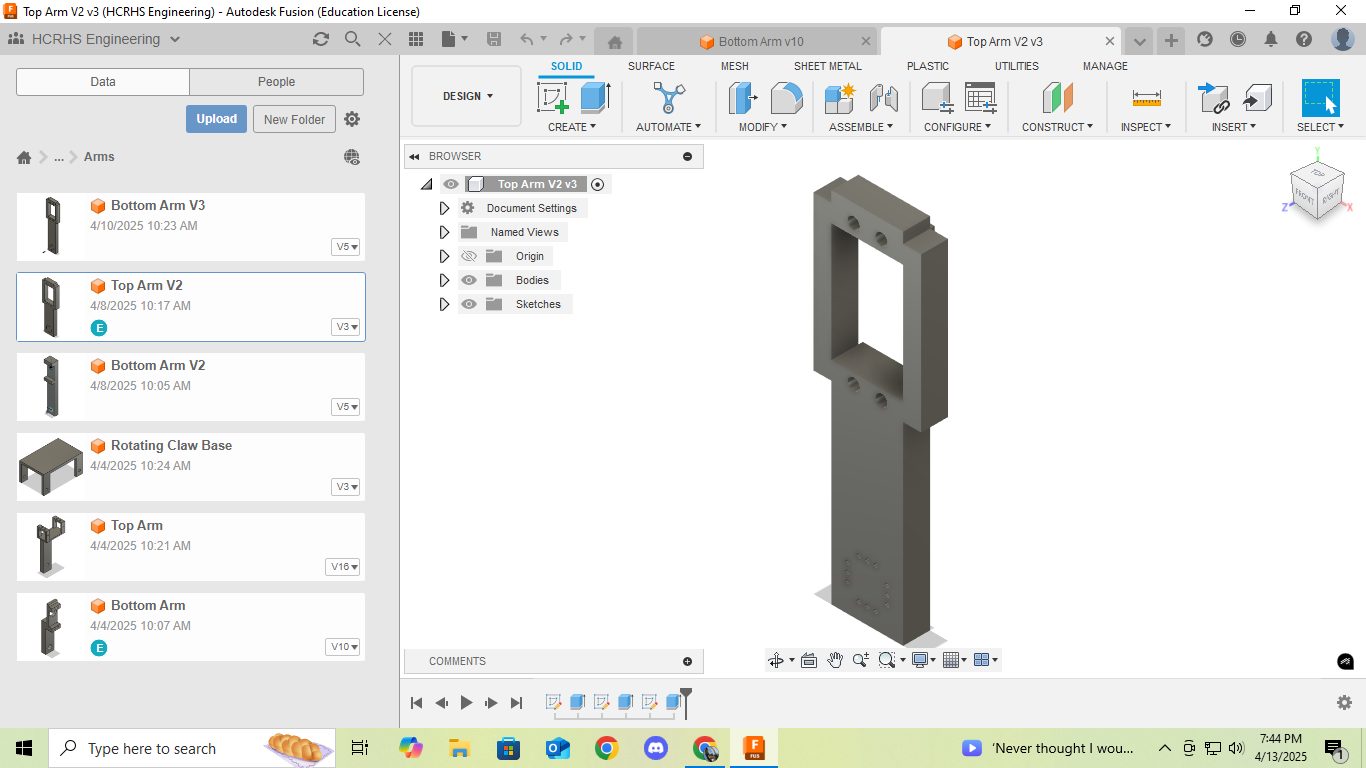 Top Arm V2 v3 (HCRHS Engineering) - Autodesk Fusion (Education License)
HCRHS Engineering
Bottom Arm v10
Top Arm V2 v3
Data
People
Upload
New Folder
... Arms
Bottom Arm V3
4/10/2025 10:23 AM
V5
Top Arm V2
4/8/2025 10:17 AM
E
V3
Bottom Arm V2
4/8/2025 10:05 AM
V5
Rotating Claw Base
4/4/2025 10:24 AM
V3
Top Arm
4/4/2025 10:21 AM
V16
Bottom Arm
4/4/2025 10:07 AM
E
V10
SOLID
SURFACE
MESH
SHEET METAL
PLASTIC
UTILITIES
MANAGE
DESIGN
CREATE
AUTOMATE
MODIFY
ASSEMBLE
CONFIGURE
CONSTRUCT
INSPECT
INSERT
SELECT
BROWSER
Top Arm V2 v3
Document Settings
Named Views
Origin
Bodies
Sketches
Y
TOP
FRONT
RIGHT
Z
X
COMMENTS
Type here to search
'Never thought I wou...
7:44 PM
4/13/2025
1